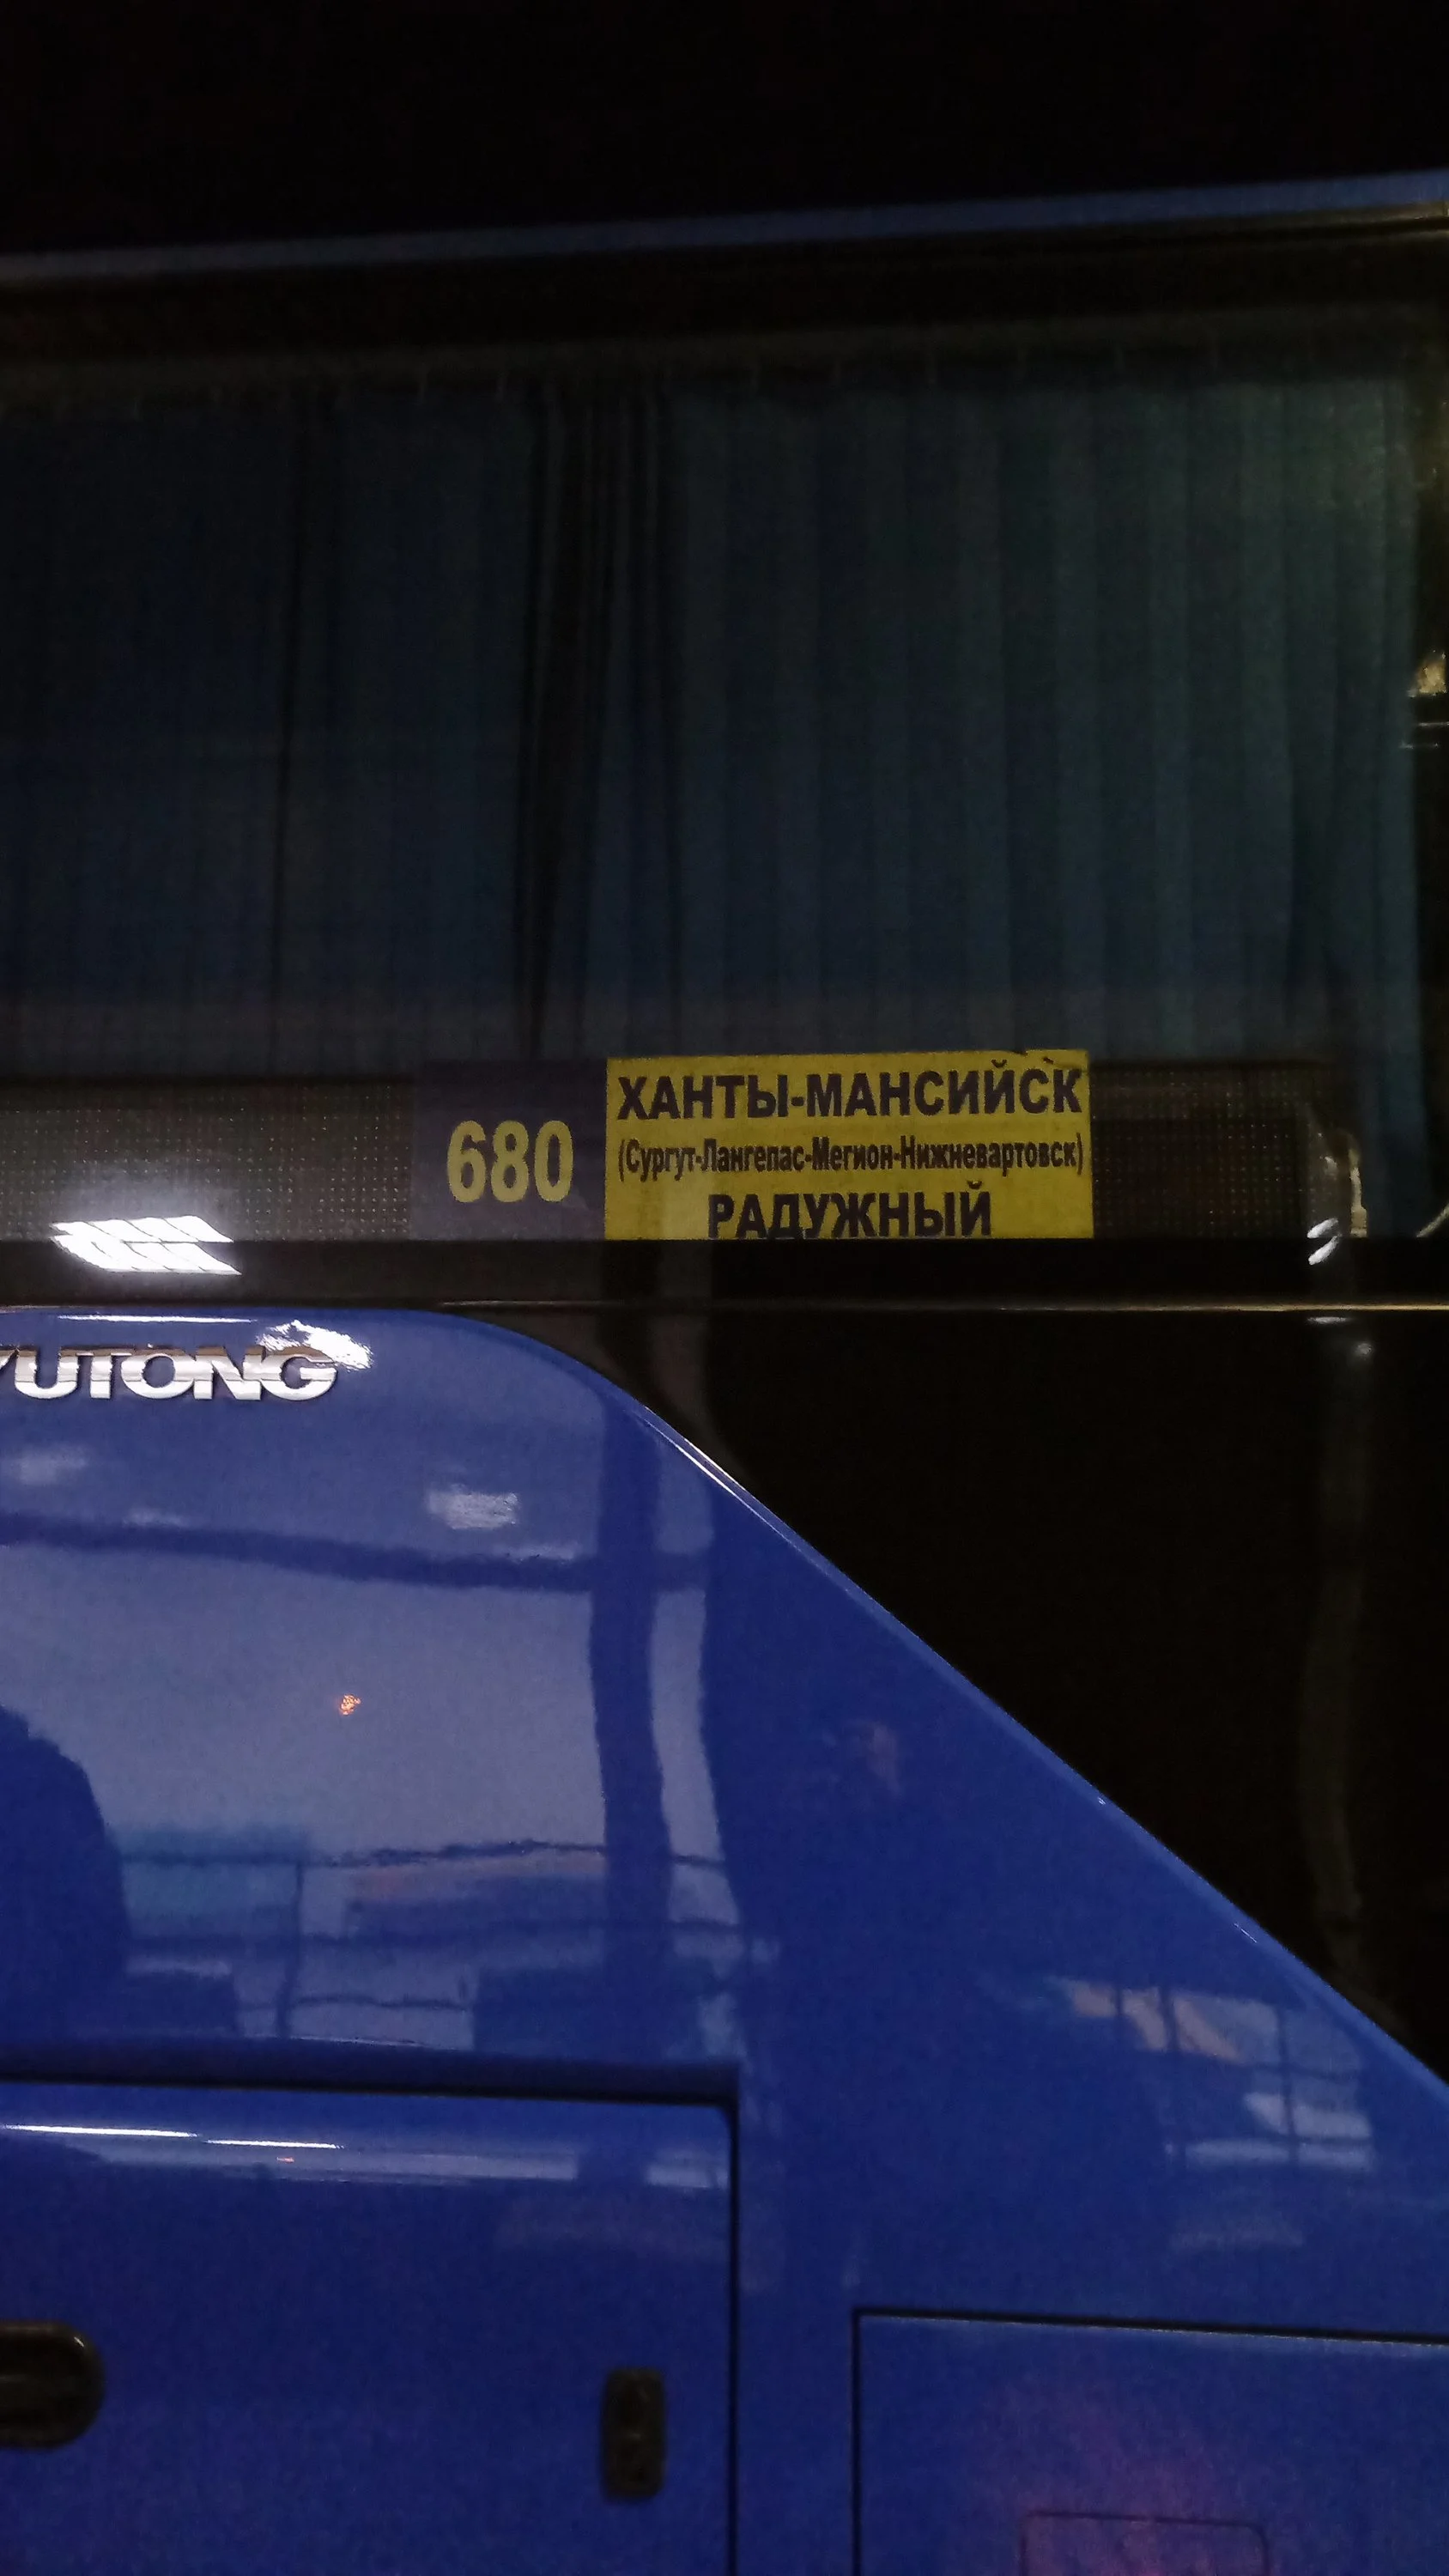 680
ХАНТЫ-МАНСИЙСК
(Сургут-Лангепас-Мегион-Нижневартовск)
РАДУЖНЫЙ
YUTONG